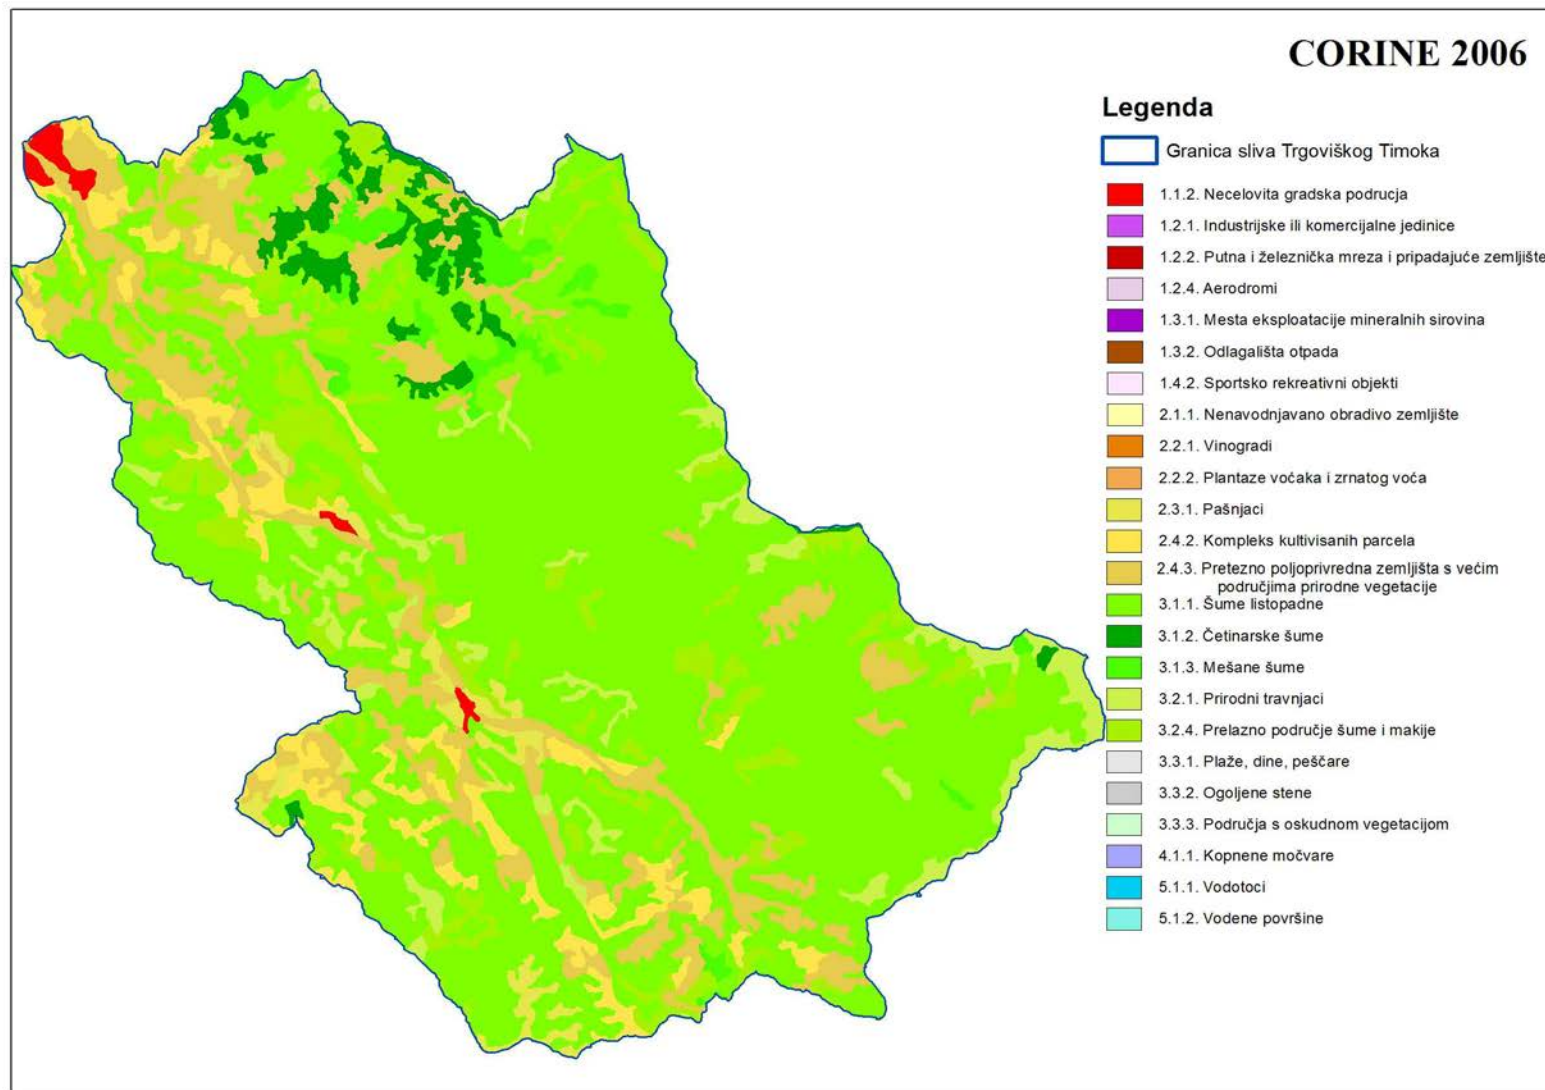 CORINE 2006
Legenda
Granica sliva Trgoviškog Timoka
1.1.2. Necelovita gradska podrucja
1.2.1. Industrijske ili komercijalne jedinice
1.2.2. Putna i železnička mreza i pripadajuće zemljište
1.2.4. Aerodromi
1.3.1. Mesta eksploatacije mineralnih sirovina
1.3.2. Odlagališta otpada
1.4.2. Sportsko rekreativni objekti
2.1.1. Nenavodnjavano obradivo zemljište
2.2.1. Vinogradi
2.2.2. Plantaze voćaka i zrnatog voća
2.3.1. Pašnjaci
2.4.2. Kompleks kultivisanih parcela
2.4.3. Pretezno poljoprivredna zemljišta s većim
područjima prirodne vegetacije
3.1.1. Šume listopadne
3.1.2. Četinarske šume
3.1.3. Mešane šume
3.2.1. Prirodni travnjaci
3.2.4. Prelazno područje šume i makije
3.3.1. Plaže, dine, peščare
3.3.2. Ogoljene stene
3.3.3. Područja s oskudnom vegetacijom
4.1.1. Kopnene močvare
5.1.1. Vodotoci
5.1.2. Vodene površine